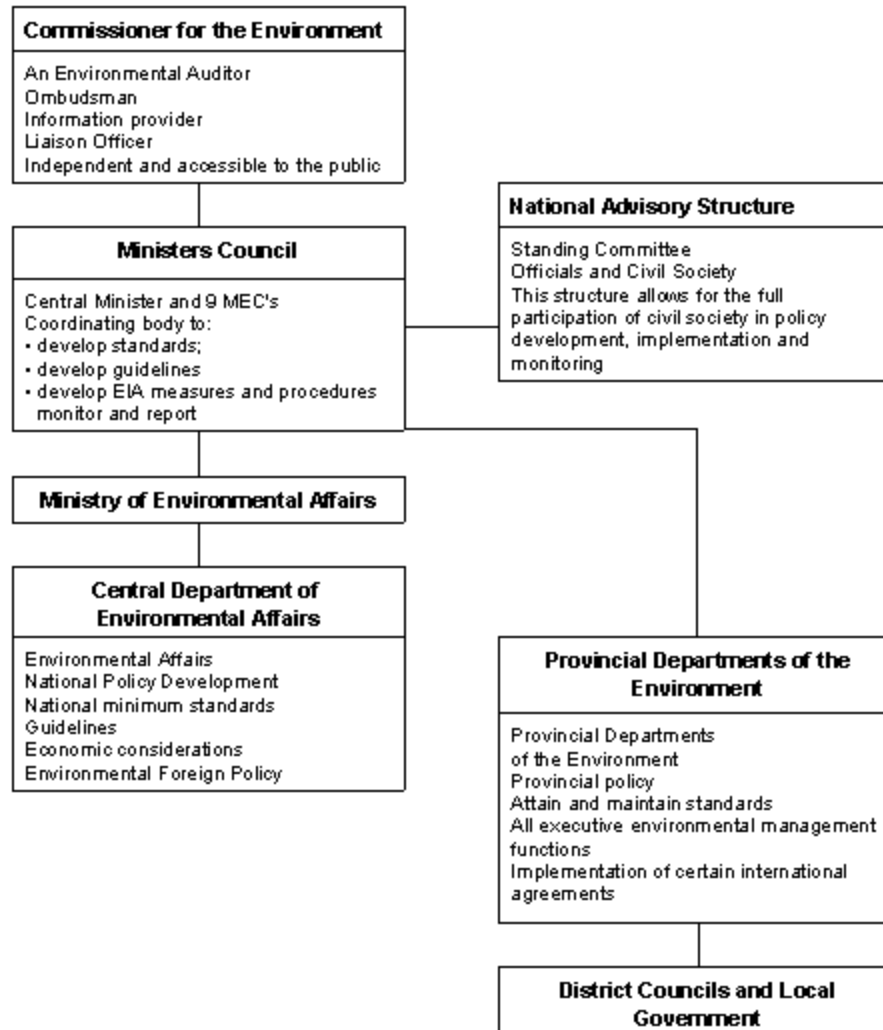 Commissioner for the Environment
An Environmental Auditor
Ombudsman
Information provider
Liaison Officer
Independent and accessible to the public
Ministers Council
Central Minister and 9 MEC's
Coordinating body to:
• develop standards;
• develop guidelines
• develop EIA measures and procedures
monitor and report
National Advisory Structure
Standing Committee
Officials and Civil Society
This structure allows for the full
participation of civil society in policy
development, implementation and
monitoring
Ministry of Environmental Affairs
Central Department of
Environmental Affairs
Environmental Affairs
National Policy Development
National minimum standards
Guidelines
Economic considerations
Environmental Foreign Policy
Provincial Departments of the
Environment
Provincial Departments
of the Environment
Provincial policy
Attain and maintain standards
All executive environmental management
functions
Implementation of certain international
agreements
District Councils and Local
Government